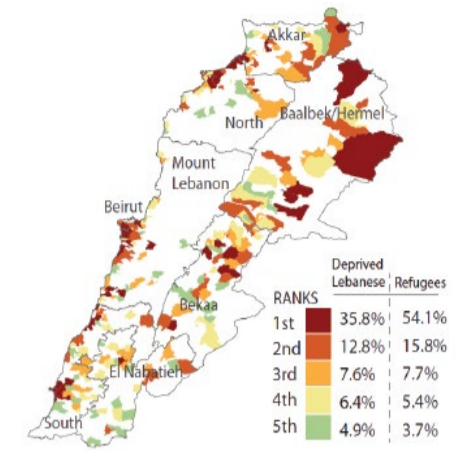 Akkar
North
Baalbek/Hermel
Mount
Lebanon
Beirut
Bekaa
El Nabatieh
South
Deprived
Lebanese Refugees
RANKS
1st 35.8% 54.1%
2nd 12.8% 15.8%
3rd 7.6% 7.7%
4th 6.4% 5.4%
5th 4.9% 3.7%